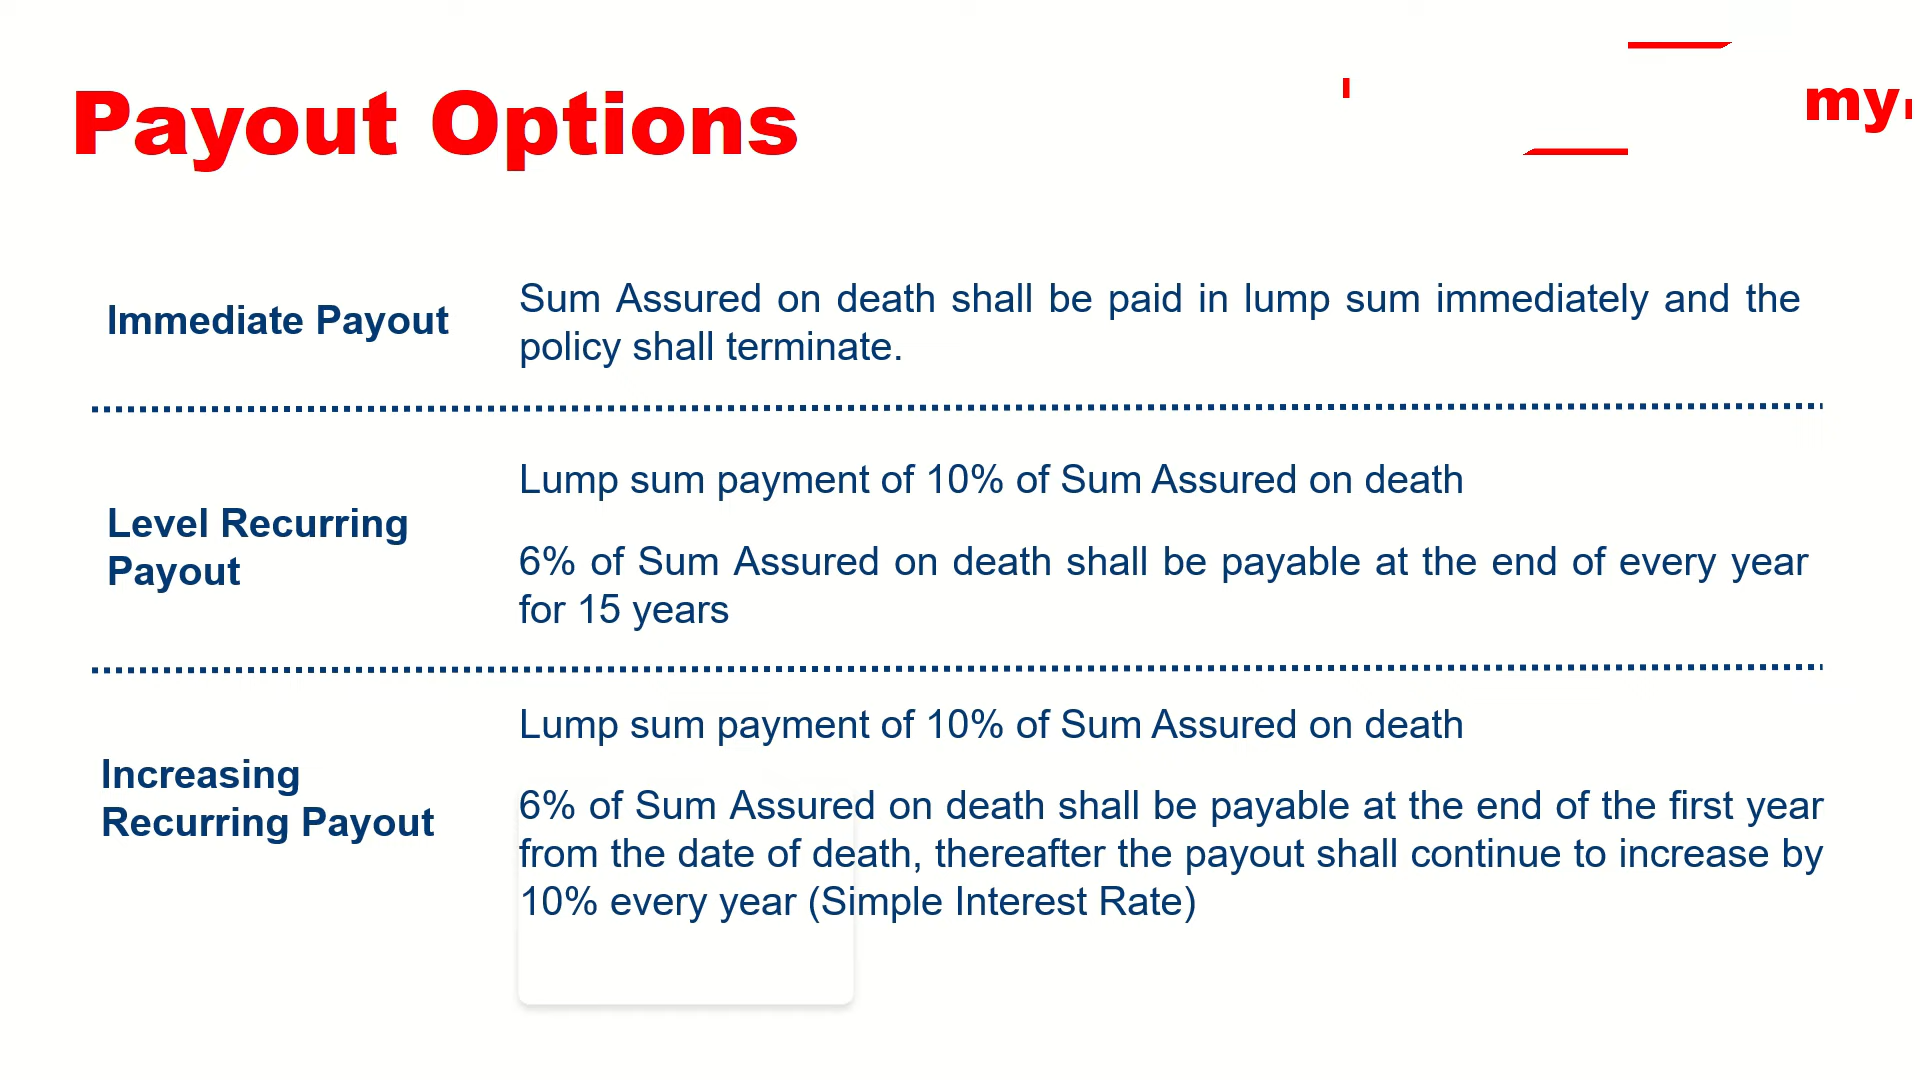 Payout Options
my
Immediate Payout
Sum Assured on death shall be paid in lump sum immediately and the
policy shall terminate.
Level Recurring
Payout
Lump sum payment of 10% of Sum Assured on death
6% of Sum Assured on death shall be payable at the end of every year
for 15 years
Increasing
Recurring Payout
Lump sum payment of 10% of Sum Assured on death
6% of Sum Assured on death shall be payable at the end of the first year
from the date of death, thereafter the payout shall continue to increase by
10% every year (Simple Interest Rate)